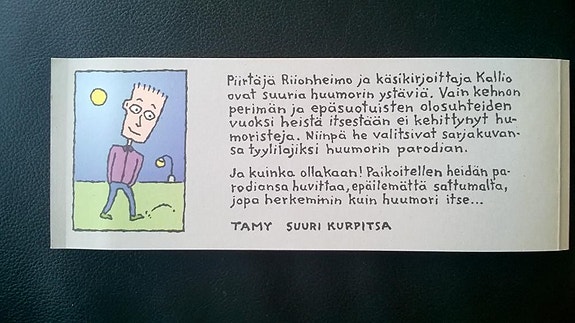 Piirtäjä Riionheimo ja käsikirjoittaja Kallio
ovat suuria huumorin ystäviä. Vain kehnon
perimän ja epäsuotuisten olosuhteiden
vuoksi heistä itsestään ei kehittynyt hu-
moristeja. Niinpä he valitsivat sarjakuvan-
sa tyylilajiksi huumorin parodian.
Ja kuinka ollakaan! Paikoitellen heidän pa-
rodiansa huvittaa, epäilemättä sattumalta,
jopa herkemmin kuin huumori itse...
TAMY SUURI KURPITSA